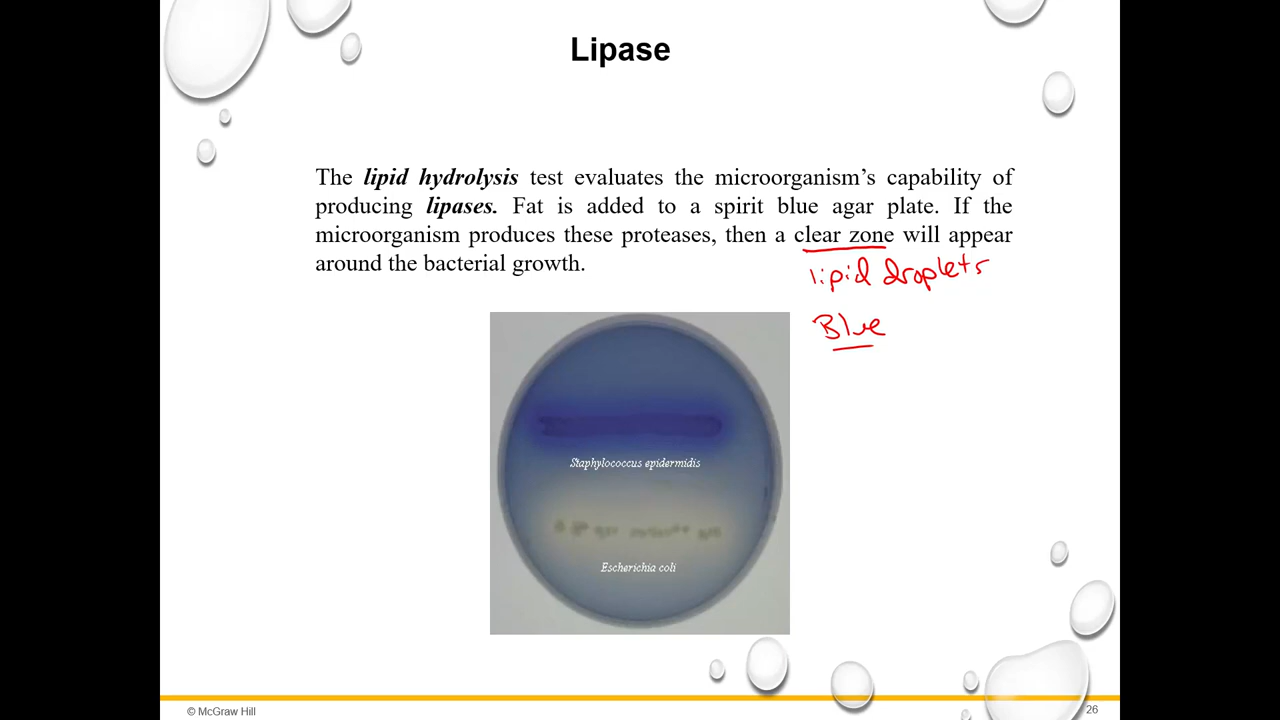 Lipase
The lipid hydrolysis test evaluates the microorganism’s capability of
producing lipases. Fat is added to a spirit blue agar plate. If the
microorganism produces these proteases, then a clear zone will appear
around the bacterial growth.
lipid droplets
Blue
Staphylococcus epidermidis
Escherichia coli
© McGraw Hill
26